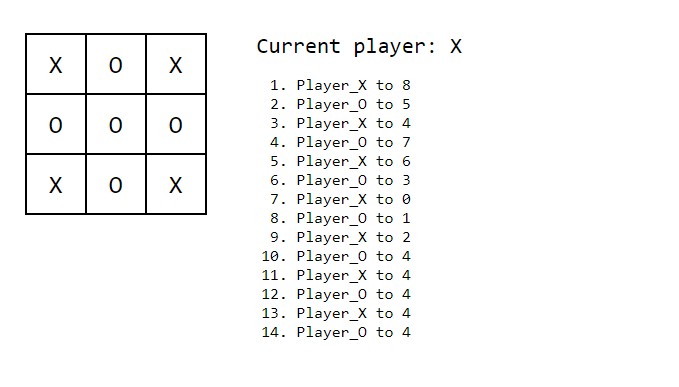 X O X
O O O
X O X
Current player: X
1. Player_X to 8
2. Player_O to 5
3. Player_X to 4
4. Player_O to 7
5. Player_X to 6
6. Player_O to 3
7. Player_X to 0
8. Player_O to 1
9. Player_X to 2
10. Player_O to 4
11. Player_X to 4
12. Player_O to 4
13. Player_X to 4
14. Player_O to 4